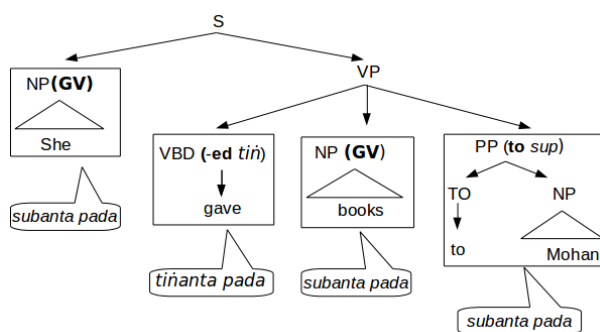 S
NP(GV)
She
subanta pada
VP
VBD (-ed tiṅ)
gave
tiṅanta pada
NP (GV)
books
subanta pada
PP (to sup)
TO
NP
to
Mohan
subanta pada